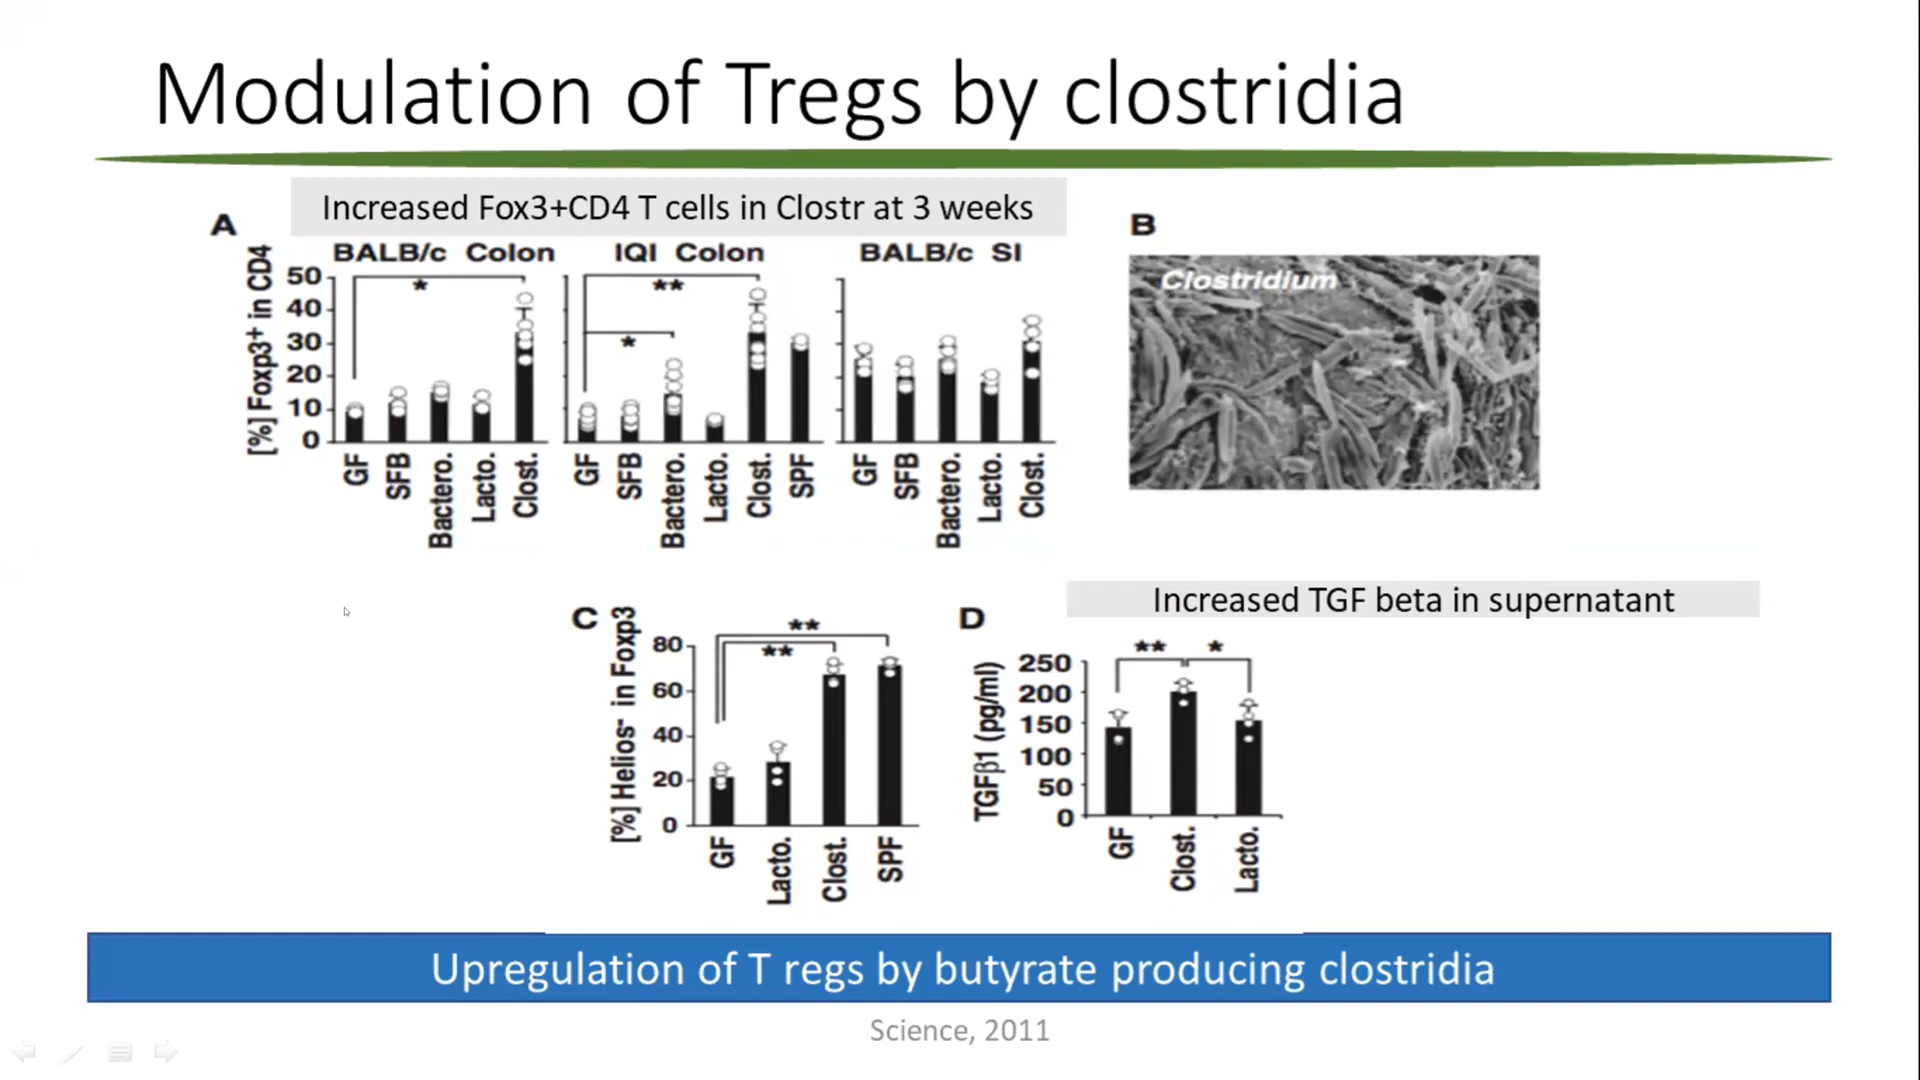 Modulation of Tregs by clostridia
Increased Fox3+CD4 T cells in Clostr at 3 weeks
A
BALB/c Colon
IQI Colon
BALB/c SI
[%] Foxp3+ in CD4
50
40
30
20
10
0
*
**
*
GF
SFB
Bactero.
Lacto.
Clost.
GF
SFB
Bactero.
Lacto.
Clost.
SPF
GF
SFB
Bactero.
Lacto.
Clost.
B
Clostridium
C
[%] Helios- in Foxp3
80
60
40
20
0
**
**
GF
Lacto.
Clost.
SPF
Increased TGF beta in supernatant
D
TGFβ1 (pg/ml)
250
200
150
100
50
0
** *
GF
Clost.
Lacto.
Upregulation of T regs by butyrate producing clostridia
Science, 2011